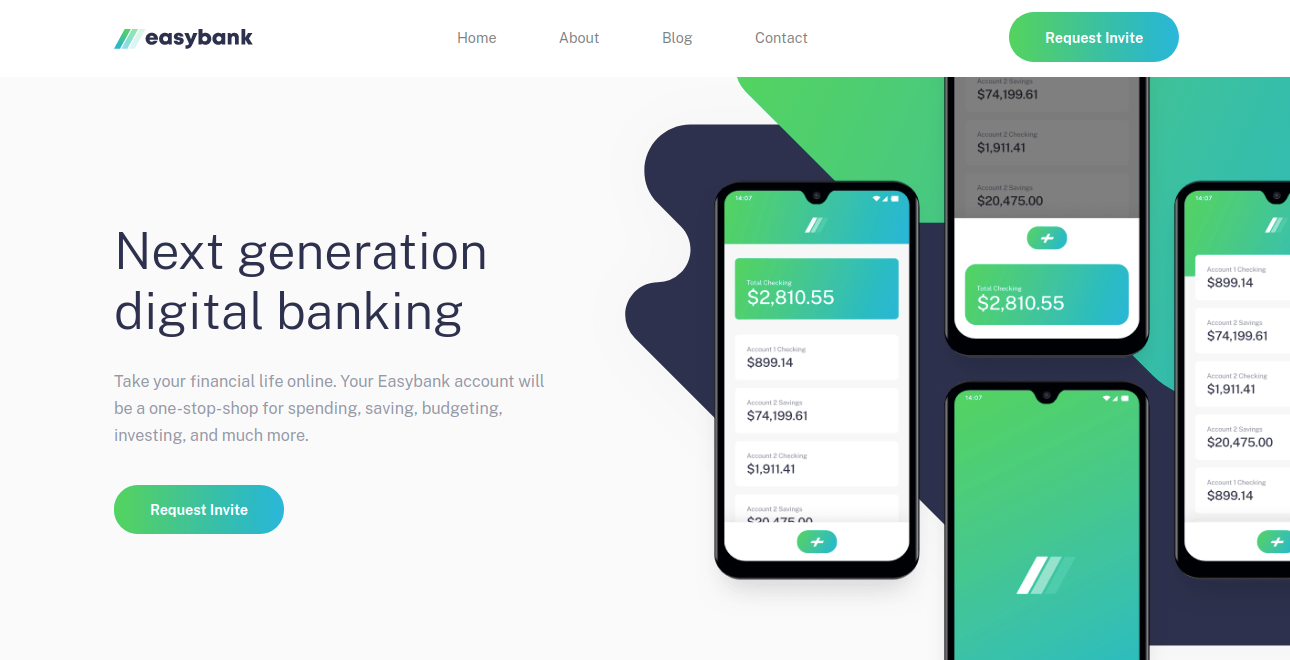 easybank
Home
About
Blog
Contact
Request Invite
Next generation
digital banking
Take your financial life online. Your Easybank account will
be a one-stop-shop for spending, saving, budgeting,
investing, and much more.
Request Invite
14:07
Total Checking
$2,810.55
Account 1 Checking
$899.14
Account 2 Savings
$74,199.61
Account 2 Checking
$1,911.41
Account 2 Savings
$20,475.00
Account 2 Savings
$74,199.61
Account 2 Checking
$1,911.41
Account 2 Savings
$20,475.00
Total Checking
$2,810.55
14:07
14:07
Account 1 Checking
$899.14
Account 2 Savings
$74,199.61
Account 2 Checking
$1,911.41
Account 2 Savings
$20,475.00
Account 1 Checking
$899.14